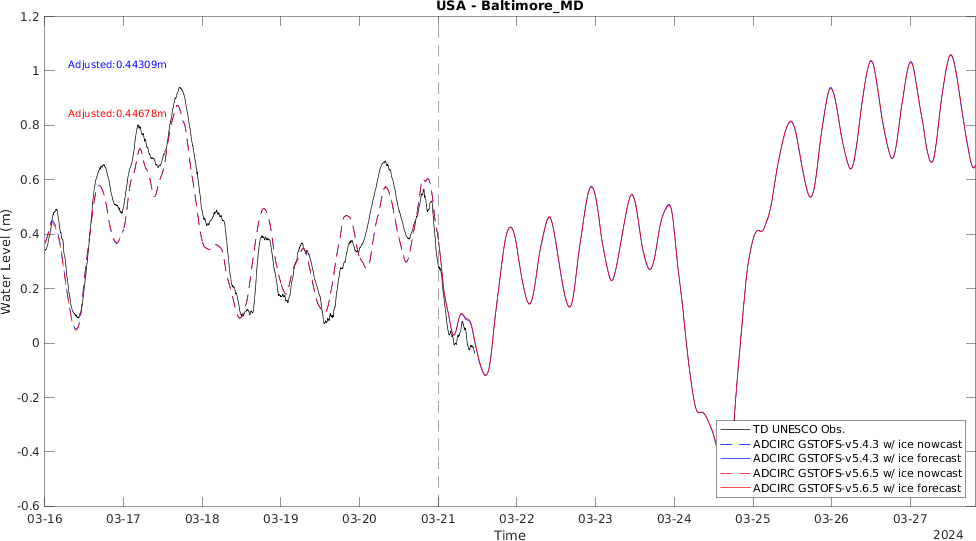 USA - Baltimore_MD
Adjusted:0.44309m
Adjusted:0.44678m
Water Level (m)
1.2
1
0.8
0.6
0.4
0.2
0
-0.2
-0.4
-0.6
TD UNESCO Obs.
ADCIRC GSTOFS-v5.4.3 w/ ice nowcast
ADCIRC GSTOFS-v5.4.3 w/ ice forecast
ADCIRC GSTOFS-v5.6.5 w/ ice nowcast
ADCIRC GSTOFS-v5.6.5 w/ ice forecast
03-16 03-17 03-18 03-19 03-20 03-21 03-22 03-23 03-24 03-25 03-26 03-27
Time
2024